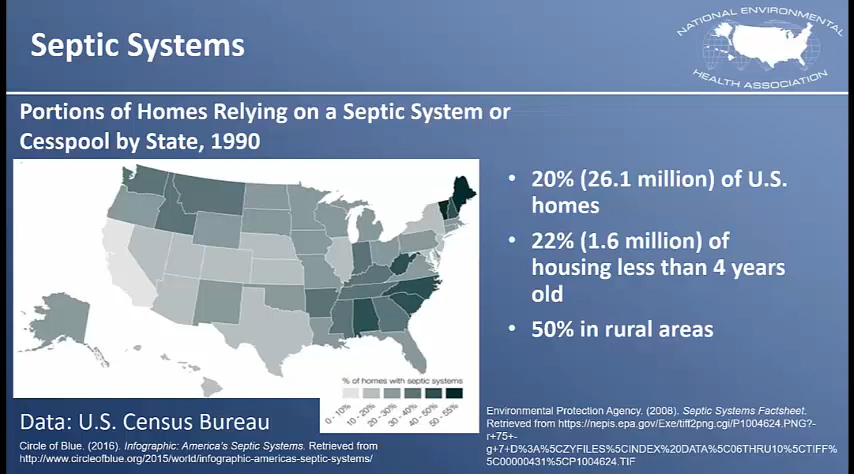 Septic Systems
NATIONAL ENVIRONMENTAL
HEALTH ASSOCIATION
Portions of Homes Relying on a Septic System or
Cesspool by State, 1990
• 20% (26.1 million) of U.S.
homes
• 22% (1.6 million) of
housing less than 4 years
old
• 50% in rural areas
% of homes with septic systems
0 - 10%
10 - 20%
20 - 30%
30 - 40%
40 - 50%
50 - 55%
Data: U.S. Census Bureau
Circle of Blue. (2016). Infographic: America's Septic Systems. Retrieved from
http://www.circleofblue.org/2015/world/infographic-americas-septic-systems/
Environmental Protection Agency. (2008). Septic Systems Factsheet.
Retrieved from https://nepis.epa.gov/Exe/tiff2png.cgi/P1004624.PNG?-
r+75+-
g+7+D%3A%5CZYFILES%5CINDEX%20DATA%5C06THRU10%5CTIFF%
5C00000431%5CP1004624.TIF